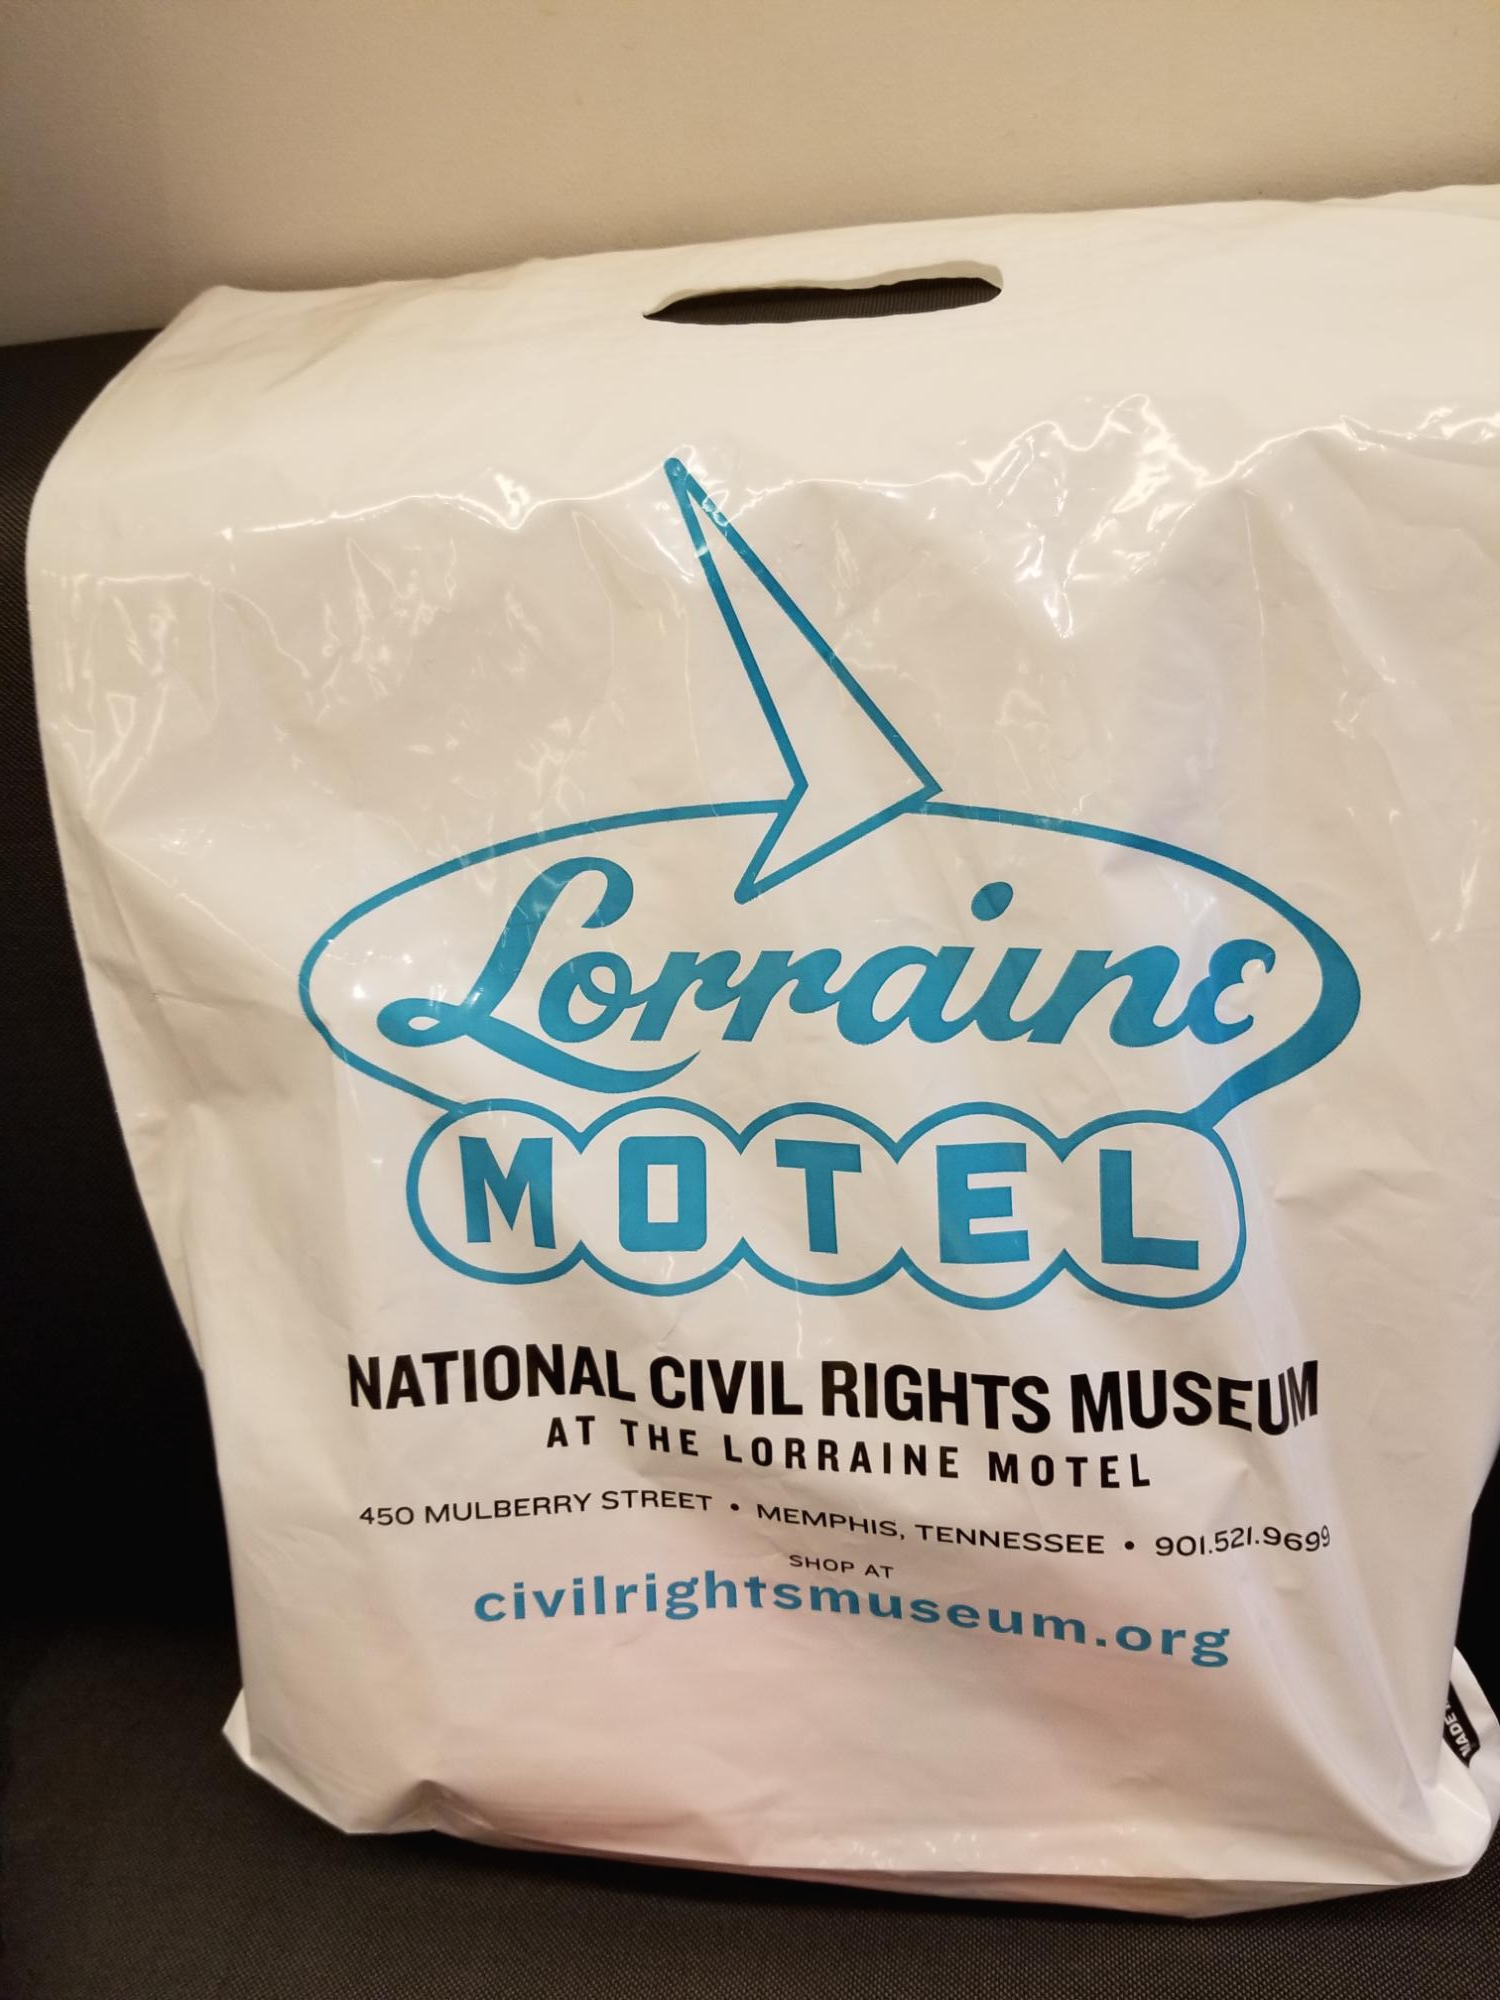 Lorraine
MOTEL
NATIONAL CIVIL RIGHTS MUSEUM
AT THE LORRAINE MOTEL
450 MULBERRY STREET • MEMPHIS, TENNESSEE • 901.521.9699
SHOP AT
civilrightsmuseum.org
MADE